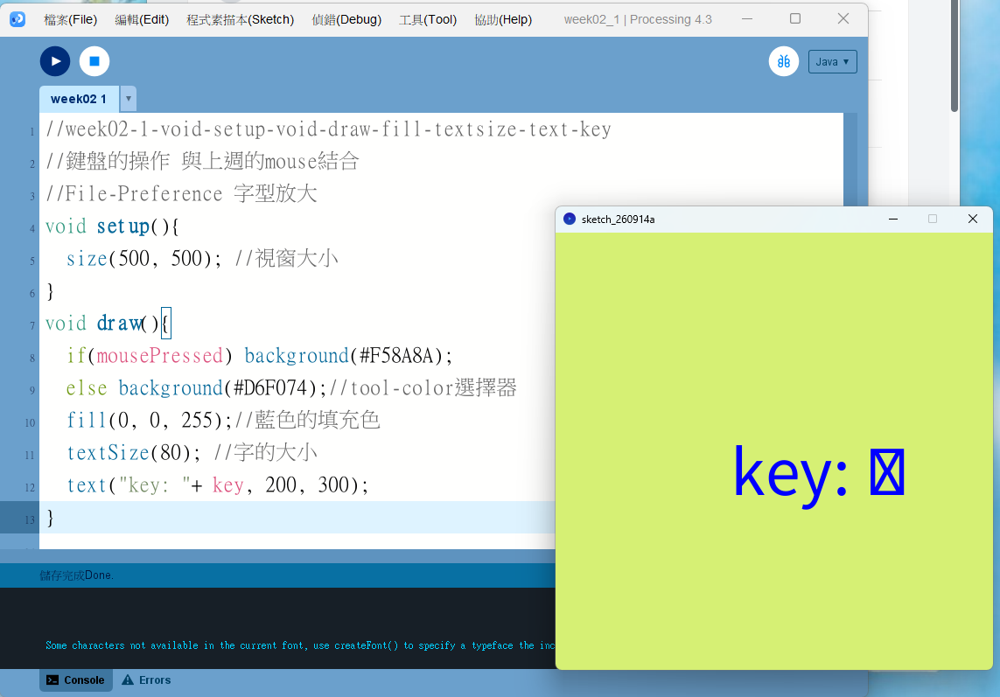 檔案(File) 編輯(Edit) 程式素描本(Sketch) 偵錯(Debug) 工具(Tool) 協助(Help) week02_1 | Processing 4.3
Java ▾
week02 1 ▾
1 //week02-1-void-setup-void-draw-fill-textsize-text-key
2 //鍵盤的操作 與上週的mouse結合
3 //File-Preference 字型放大
4 void setup(){
5 size(500, 500); //視窗大小
6 }
7 void draw(){
8 if(mousePressed) background(#F58A8A);
9 else background(#D6F074);//tool-color選擇器
10 fill(0, 0, 255);//藍色的填充色
11 textSize(80); //字的大小
12 text("key: "+ key, 200, 300);
13 }
儲存完成Done.
Some characters not available in the current font, use createFont() to specify a typeface the inc
Console Errors
sketch_260914a
key: